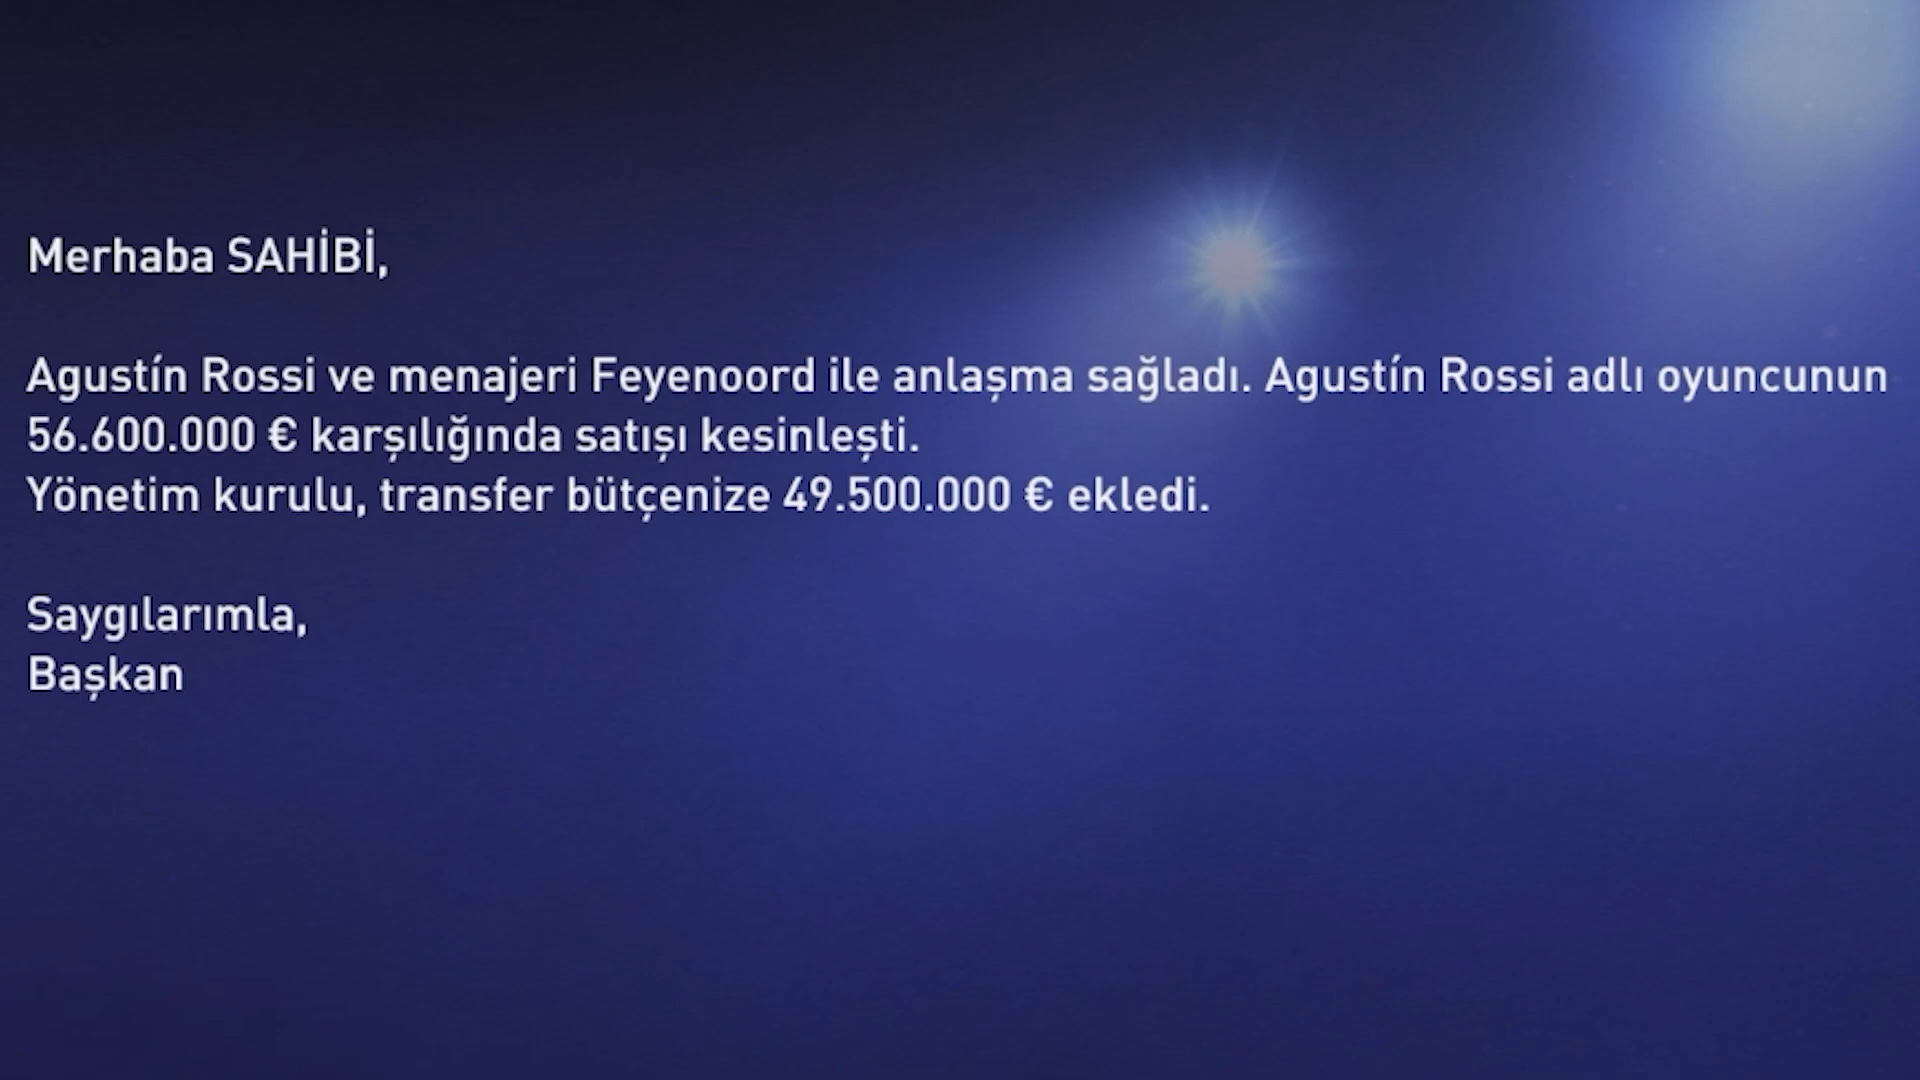 Merhaba SAHİBİ,
Agustín Rossi ve menajeri Feyenoord ile anlaşma sağladı. Agustín Rossi adlı oyuncunun
56.600.000 € karşılığında satışı kesinleşti.
Yönetim kurulu, transfer bütçenize 49.500.000 € ekledi.
Saygılarımla,
Başkan